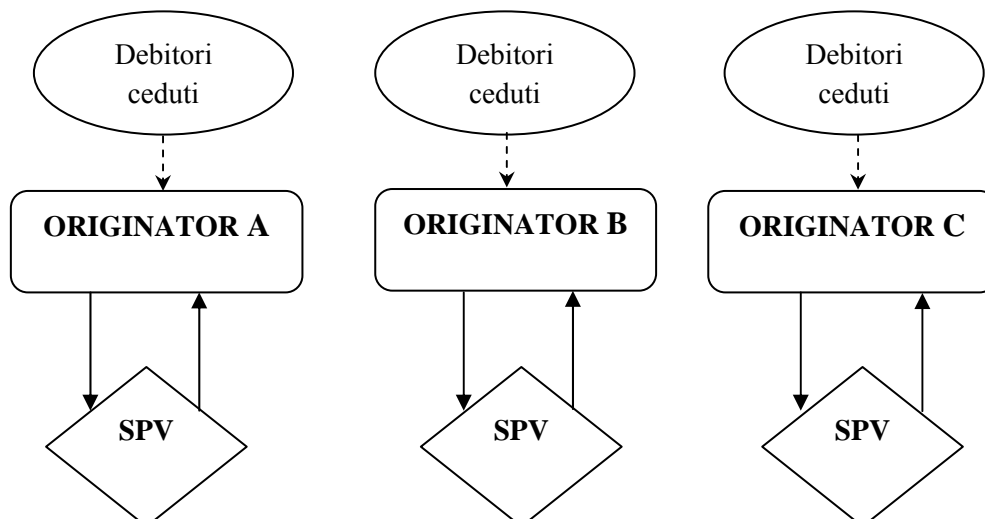 Debitori
ceduti
Debitori
ceduti
Debitori
ceduti
ORIGINATOR A
ORIGINATOR B
ORIGINATOR C
SPV
SPV
SPV